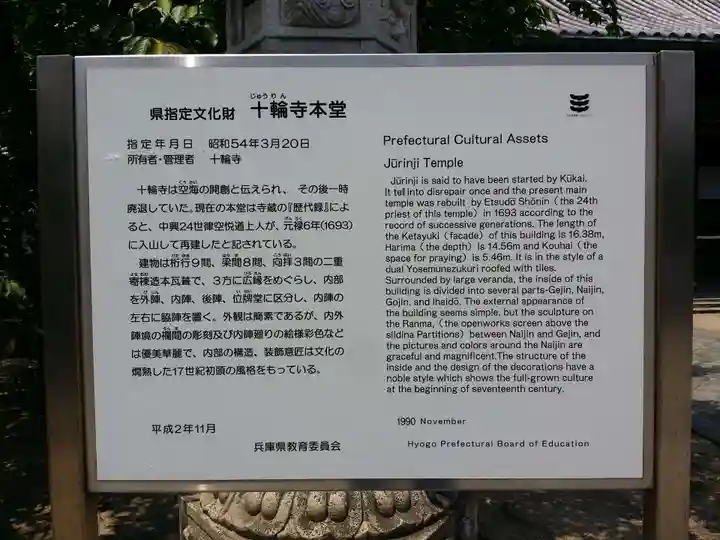 県指定文化財 十輪寺本堂
じゅうりん
指定年月日 昭和54年3月20日
所有者・管理者 十輪寺
十輪寺は空海の開創と伝えられ、その後一時
廃退していた。現在の本堂は寺蔵の『歴代録』によ
ると、中興24世律空悦道上人が、元禄6年(1693)
に入山して再建したと記されている。
建物は桁行9間、梁間8間、向拝3間の二重
寄棟造本瓦葺で、3方に広縁をめぐらし、内部
を外陣、内陣、後陣、位牌堂に区分し、内陣の
左右に脇陣を置く。外観は簡素であるが、内外
陣境の欄間の彫刻及び内陣廻りの絵様彩色など
は優美華麗で、内部の構造、装飾意匠は文化の
爛熟した17世紀初頭の風格をもっている。
平成2年11月
兵庫県教育委員会
Prefectural Cultural Assets
Jūrinji Temple
Jūrinji is said to have been started by Kūkai.
It tell into disrepair once and the present main
temple was rebuilt by Etsudō Shōnin (the 24th
priest of this temple) in 1693 according to the
record of successive generations. The length of
the Ketayuki (facade) of this building is 16.38m,
Harima (the depth) is 14.56m and Kouhai (the
space for praying) is 5.46m. It is in the style of a
dual Yosemunezukuri roofed with tiles.
Surrounded by large veranda, the inside of this
building is divided into several parts-Gejin, Naijin,
Gojin, and Ihaidō. The external appearance of
the building seems simple, but the sculpture on
the Ranma, (the openworks screen above the
sliding Partitions) between Naijin and Gejin, and
the pictures and colors around the Naijin are
graceful and magnificent.The structure of the
inside and the design of the decorations have a
noble style which shows the full-grown culture
at the beginning of seventeenth century.
1990 November
Hyogo Prefectural Board of Education